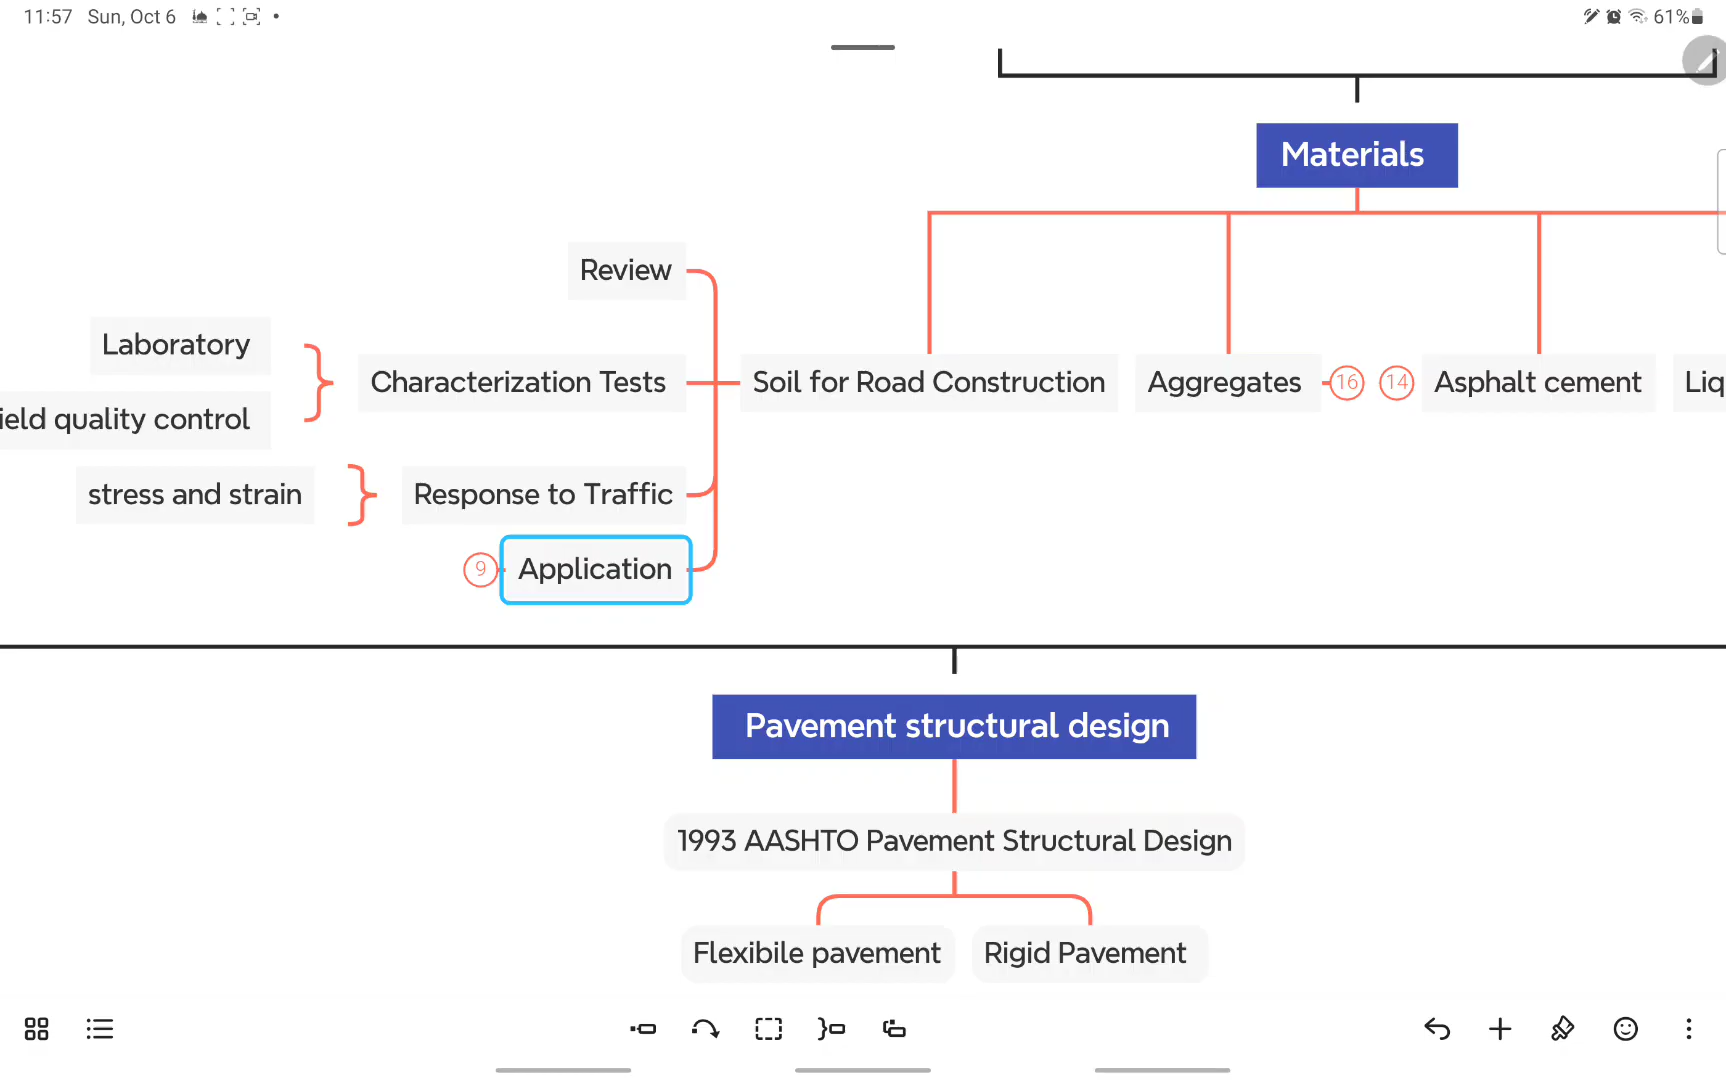 11:57 Sun, Oct 6
61%
Materials
Review
Laboratory
Characterization Tests
Soil for Road Construction
Aggregates
16
14
Asphalt cement
Liq
ield quality control
stress and strain
Response to Traffic
9
Application
Pavement structural design
1993 AASHTO Pavement Structural Design
Flexibile pavement
Rigid Pavement